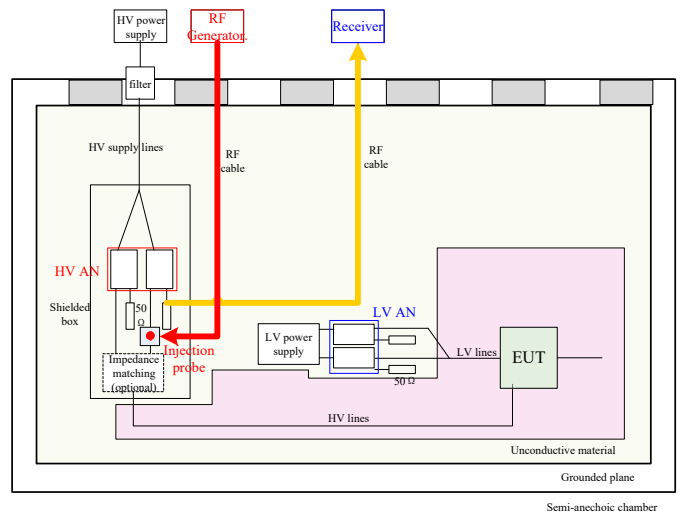 HV power
supply
RF
Generator.
Receiver
filter
HV supply lines
RF
cable
RF
cable
HV AN
Shielded
box
50
Ω
Injection
probe
Impedance
matching
(optional)
LV AN
LV power
supply
50 Ω
LV lines
EUT
HV lines
Unconductive material
Grounded plane
Semi-anechoic chamber